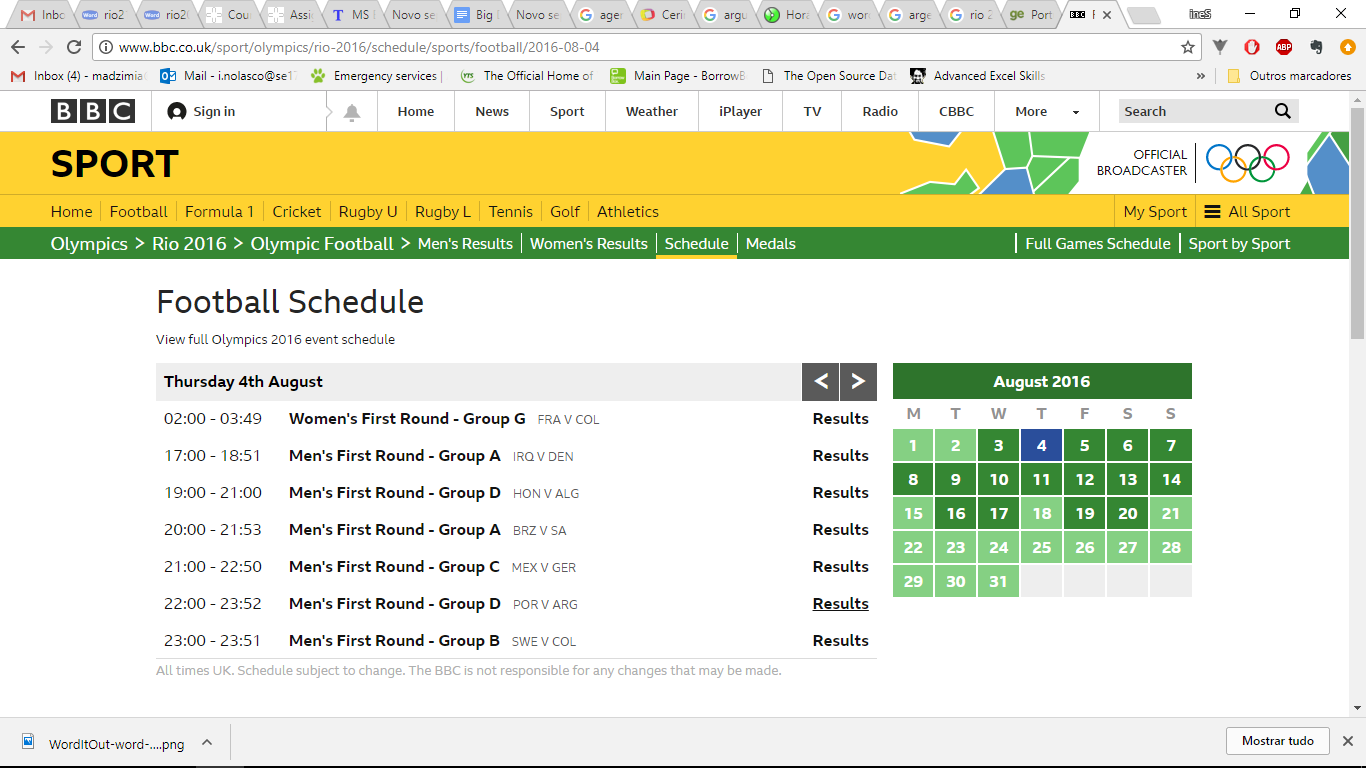 Inbo rio2 rio20 Cou Assi MS Novo se Big Novo se ager Cerin argu Hora wor arge rio 2 Port ineS
www.bbc.co.uk/sport/olympics/rio-2016/schedule/sports/football/2016-08-04
Inbox (4) - madzimia Mail - i.nolasco@se1 Emergency services | The Official Home of Main Page - BorrowB The Open Source Dat Advanced Excel Skills » Outros marcadores
BBC Sign in Home News Sport Weather iPlayer TV Radio CBBC More Search
SPORT OFFICIAL
BROADCASTER
Home Football Formula 1 Cricket Rugby U Rugby L Tennis Golf Athletics My Sport All Sport
Olympics > Rio 2016 > Olympic Football > Men's Results Women's Results Schedule Medals Full Games Schedule Sport by Sport
Football Schedule
View full Olympics 2016 event schedule
Thursday 4th August < >
02:00 - 03:49 Women's First Round - Group G FRA V COL Results
17:00 - 18:51 Men's First Round - Group A IRQ V DEN Results
19:00 - 21:00 Men's First Round - Group D HON V ALG Results
20:00 - 21:53 Men's First Round - Group A BRZ V SA Results
21:00 - 22:50 Men's First Round - Group C MEX V GER Results
22:00 - 23:52 Men's First Round - Group D POR V ARG Results
23:00 - 23:51 Men's First Round - Group B SWE V COL Results
All times UK. Schedule subject to change. The BBC is not responsible for any changes that may be made.
August 2016
M T W T F S S
1 2 3 4 5 6 7
8 9 10 11 12 13 14
15 16 17 18 19 20 21
22 23 24 25 26 27 28
29 30 31
WordItOut-word-....png Mostrar tudo